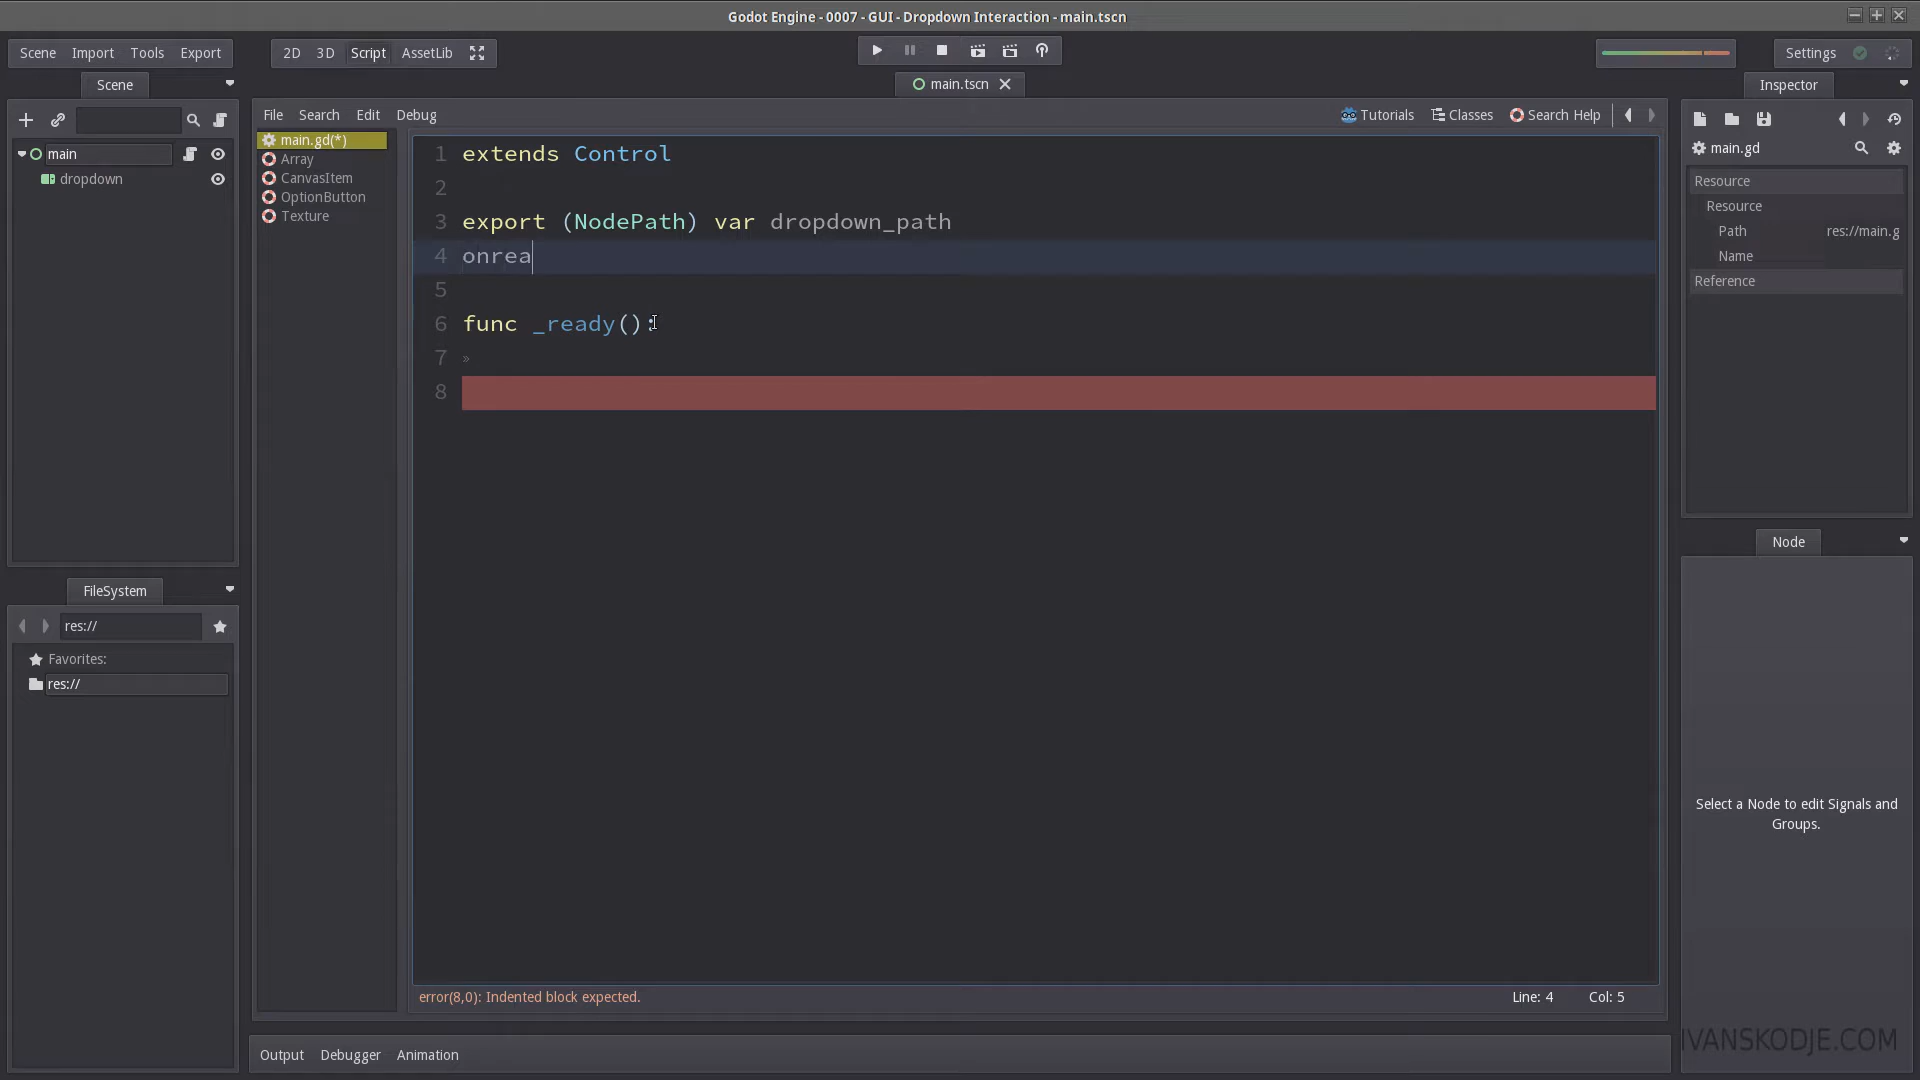 Godot Engine - 0007 - GUI - Dropdown Interaction - main.tscn
Scene Import Tools Export
2D 3D Script AssetLib
Settings
Scene
main.tscn
Inspector
File Search Edit Debug
Tutorials Classes Search Help
main
dropdown
main.gd(*)
Array
CanvasItem
OptionButton
Texture
1 extends Control
2
3 export (NodePath) var dropdown_path
4 onrea
5
6 func _ready():
7 »
8
error(8,0): Indented block expected.
Line: 4 Col: 5
main.gd
Resource
Resource
Path res://main.g
Name
Reference
FileSystem
res://
Favorites:
res://
Node
Select a Node to edit Signals and
Groups.
Output Debugger Animation
IVANSKODJE.COM